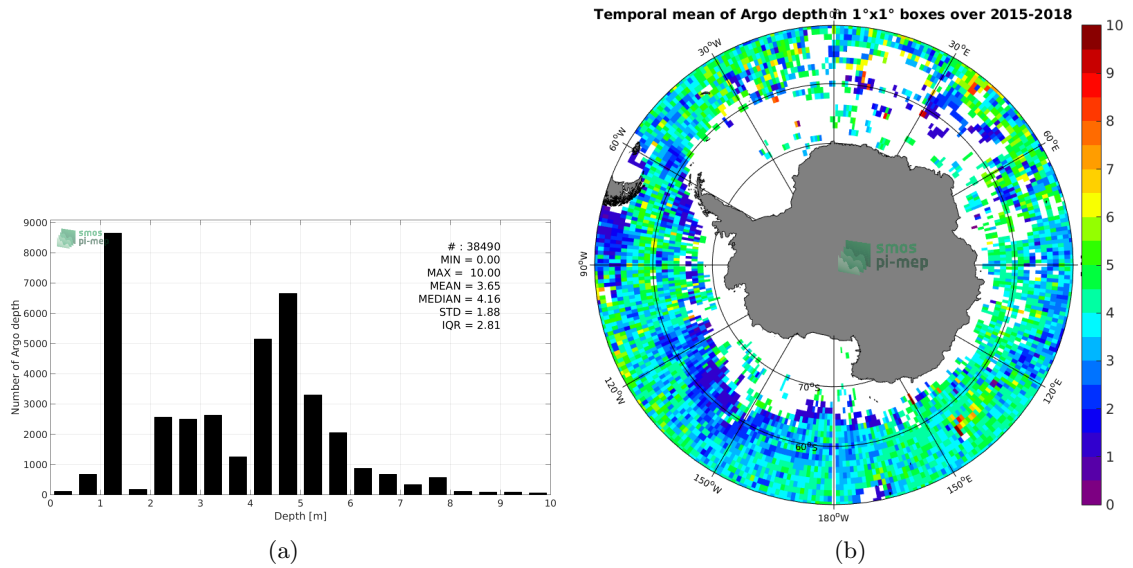 smos
pi-mep
# : 38490
MIN = 0.00
MAX = 10.00
MEAN = 3.65
MEDIAN = 4.16
STD = 1.88
IQR = 2.81
Number of Argo depth
9000
8000
7000
6000
5000
4000
3000
2000
1000
0
0 1 2 3 4 5 6 7 8 9 10
Depth [m]
(a)
Temporal mean of Argo depth in 1°x1° boxes over 2015-2018
30°W
30°E
60°W
60°E
90°W
smos
pi-mep
120°W
120°E
70°S
60°S
150°W
150°E
180°W
10
9
8
7
6
5
4
3
2
1
0
(b)